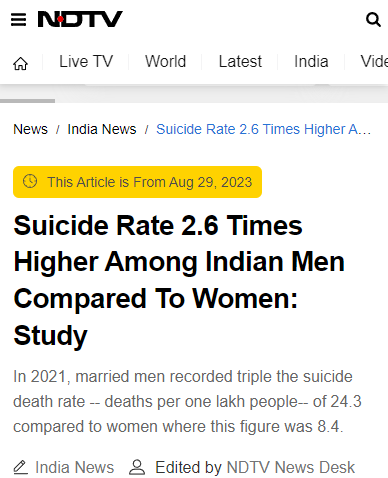 NDTV
Live TV World Latest India Vide
News / India News / Suicide Rate 2.6 Times Higher A...
This Article is From Aug 29, 2023
Suicide Rate 2.6 Times
Higher Among Indian Men
Compared To Women:
Study
In 2021, married men recorded triple the suicide
death rate -- deaths per one lakh people-- of 24.3
compared to women where this figure was 8.4.
India News Edited by NDTV News Desk